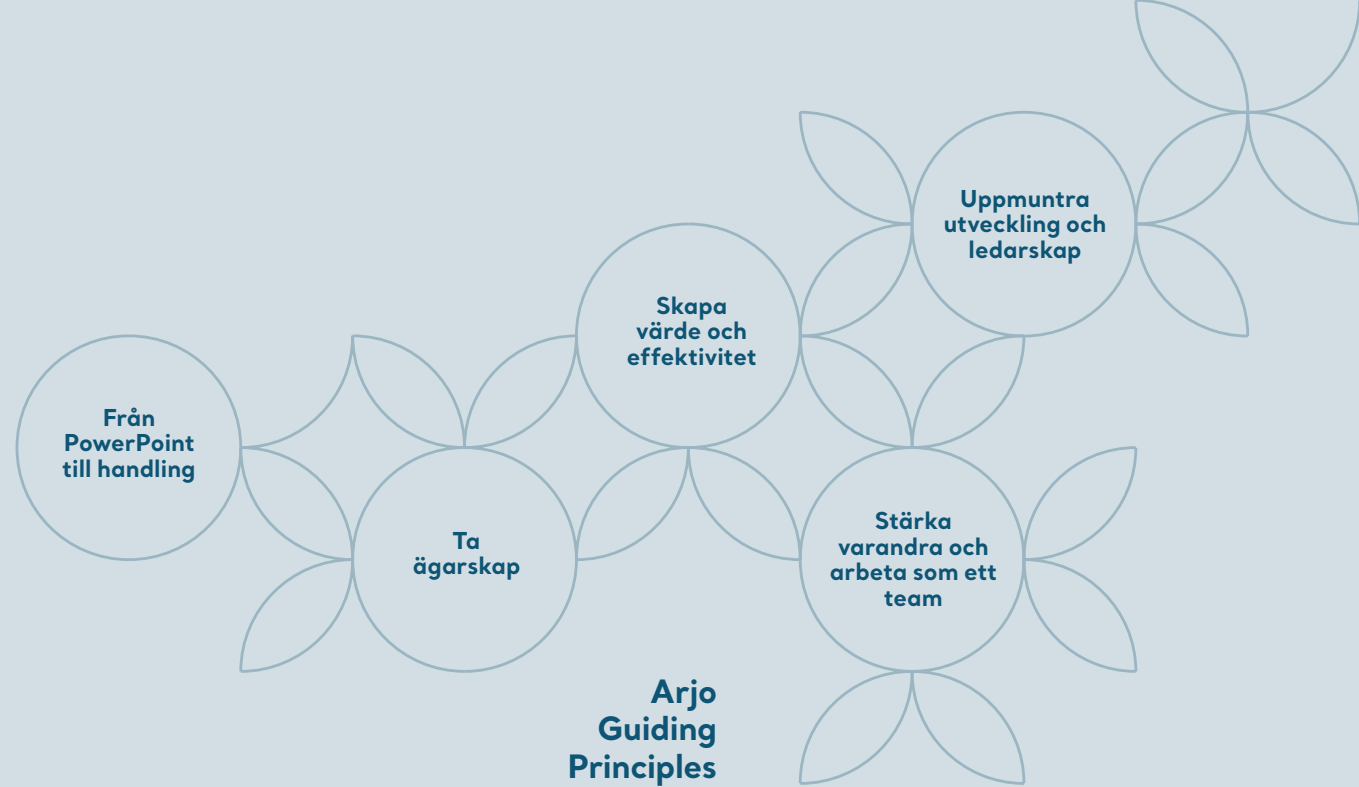 Från
PowerPoint
till handling
Ta
ägarskap
Skapa
värde och
effektivitet
Stärka
varandra och
arbeta som ett
team
Uppmuntra
utveckling och
ledarskap
Arjo
Guiding
Principles